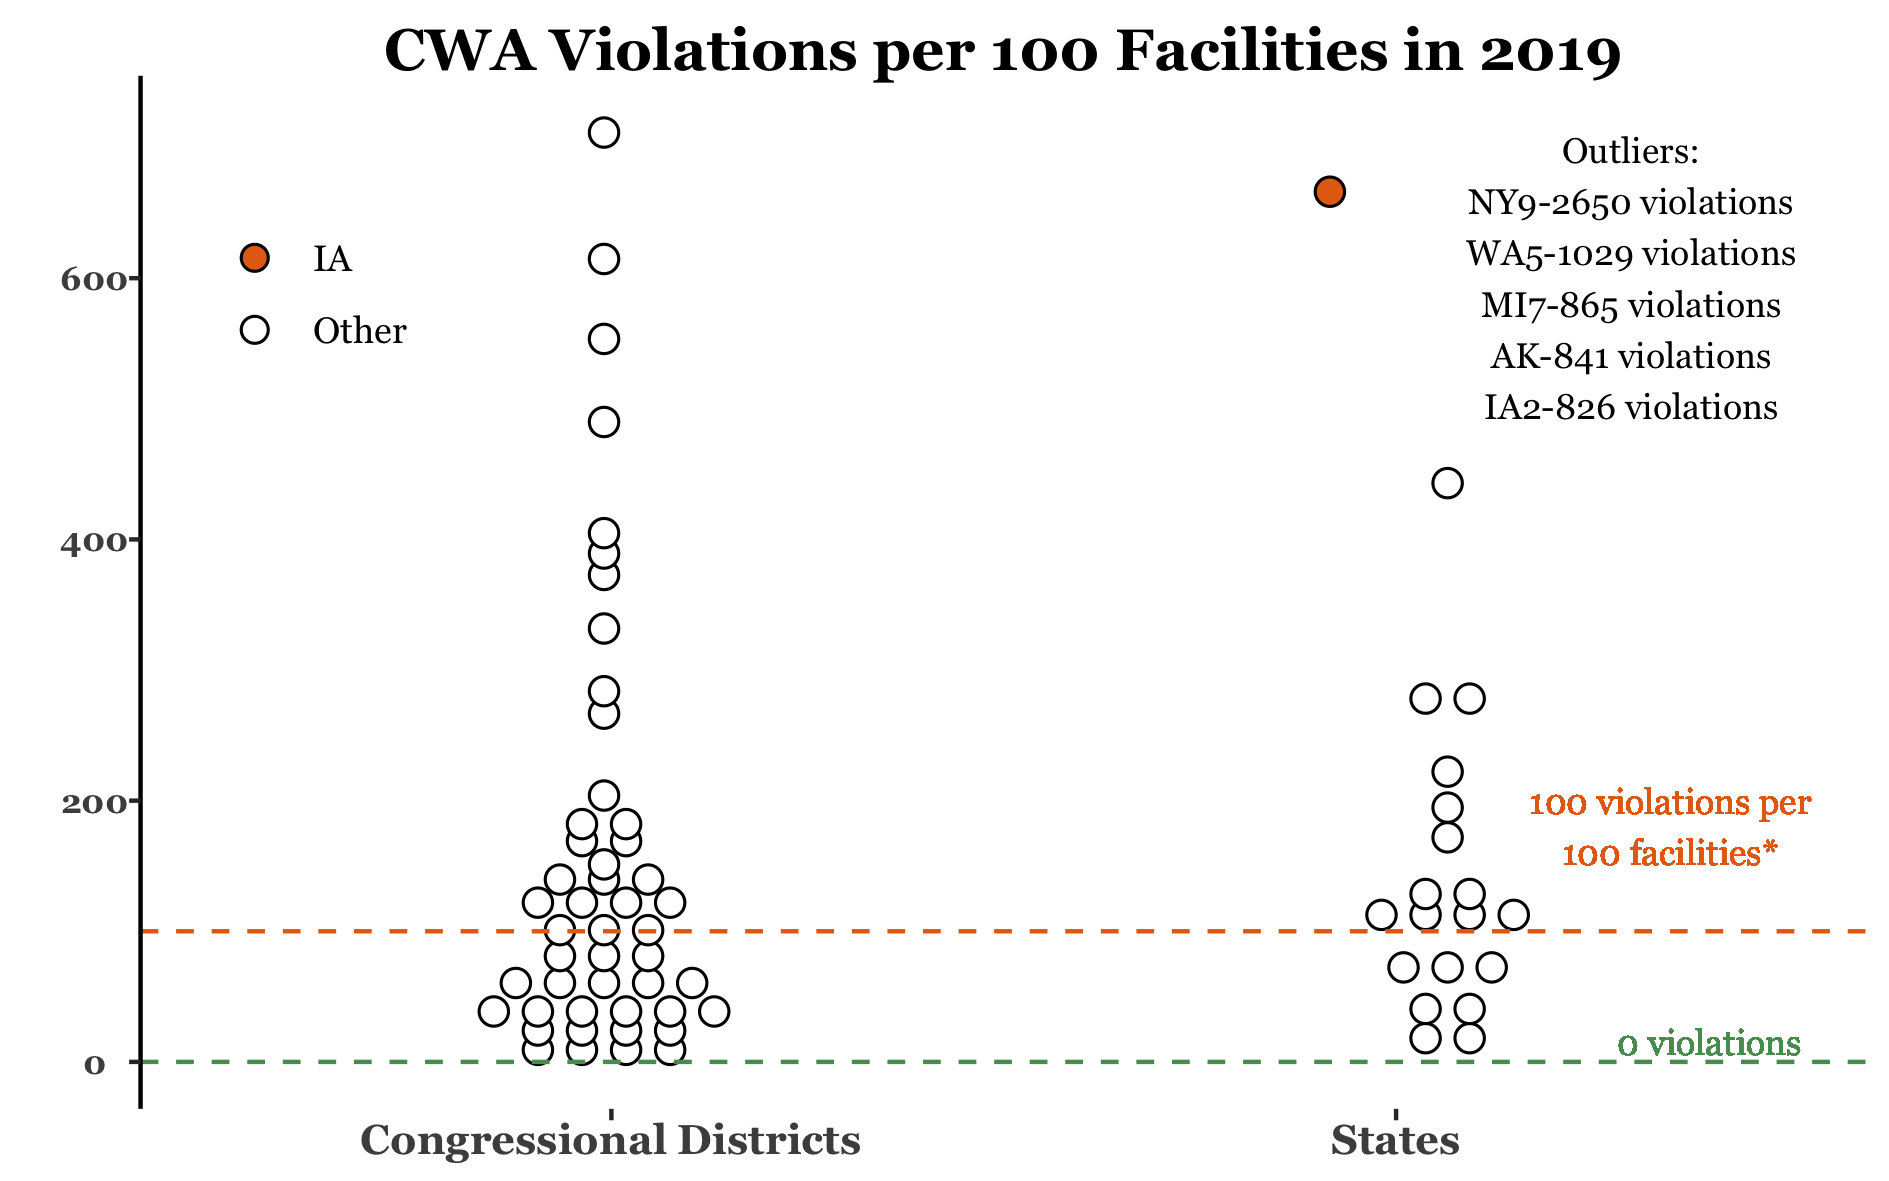 CWA Violations per 100 Facilities in 2019
Outliers:
NY9-2650 violations
WA5-1029 violations
MI7-865 violations
AK-841 violations
IA2-826 violations
IA
Other
600
400
200
0
100 violations per
100 facilities*
0 violations
Congressional Districts
States